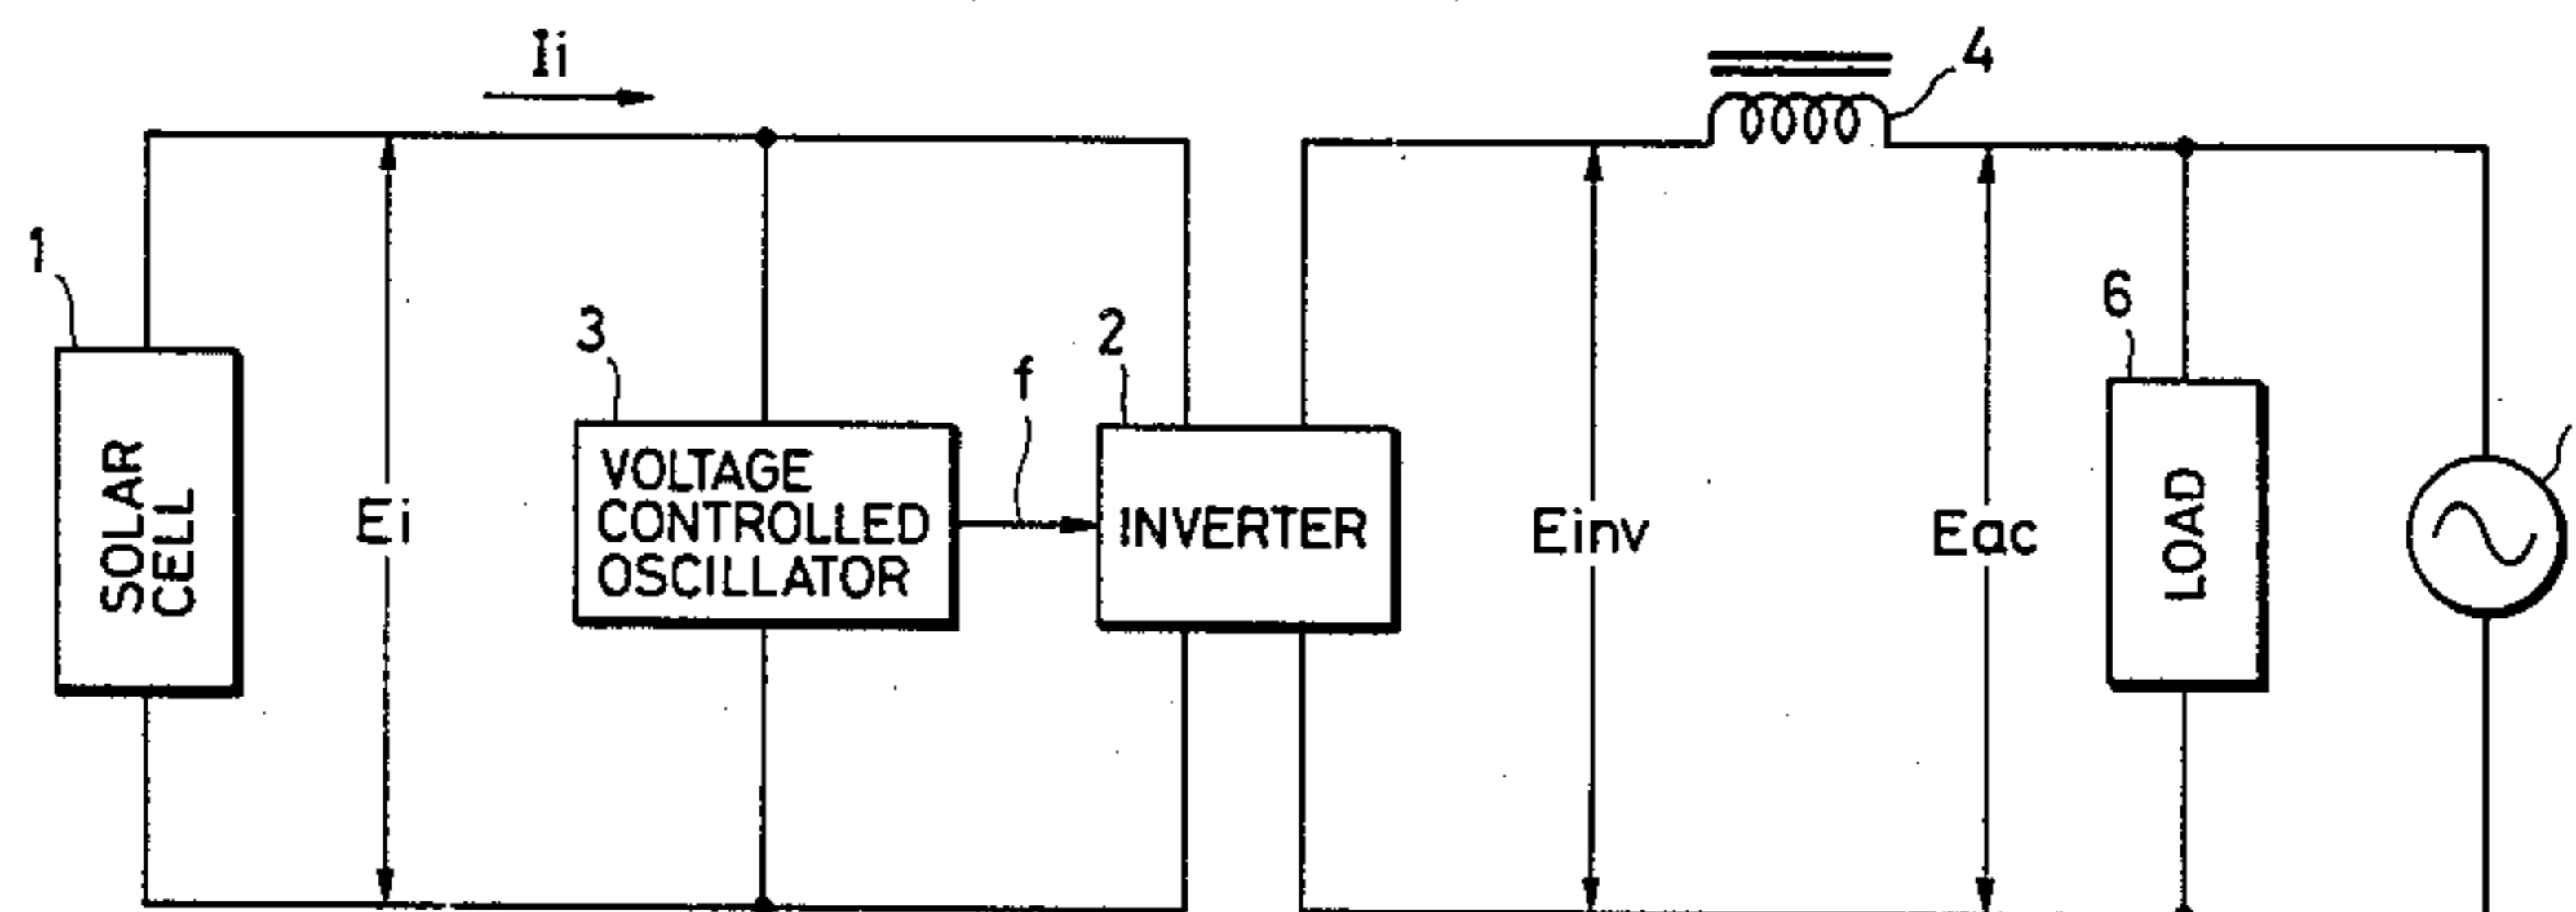 Ii
4
1
6
3
2
f
SOLAR
CELL
Ei
VOLTAGE
CONTROLLED
OSCILLATOR
INVERTER
Einv
Eac
LOAD